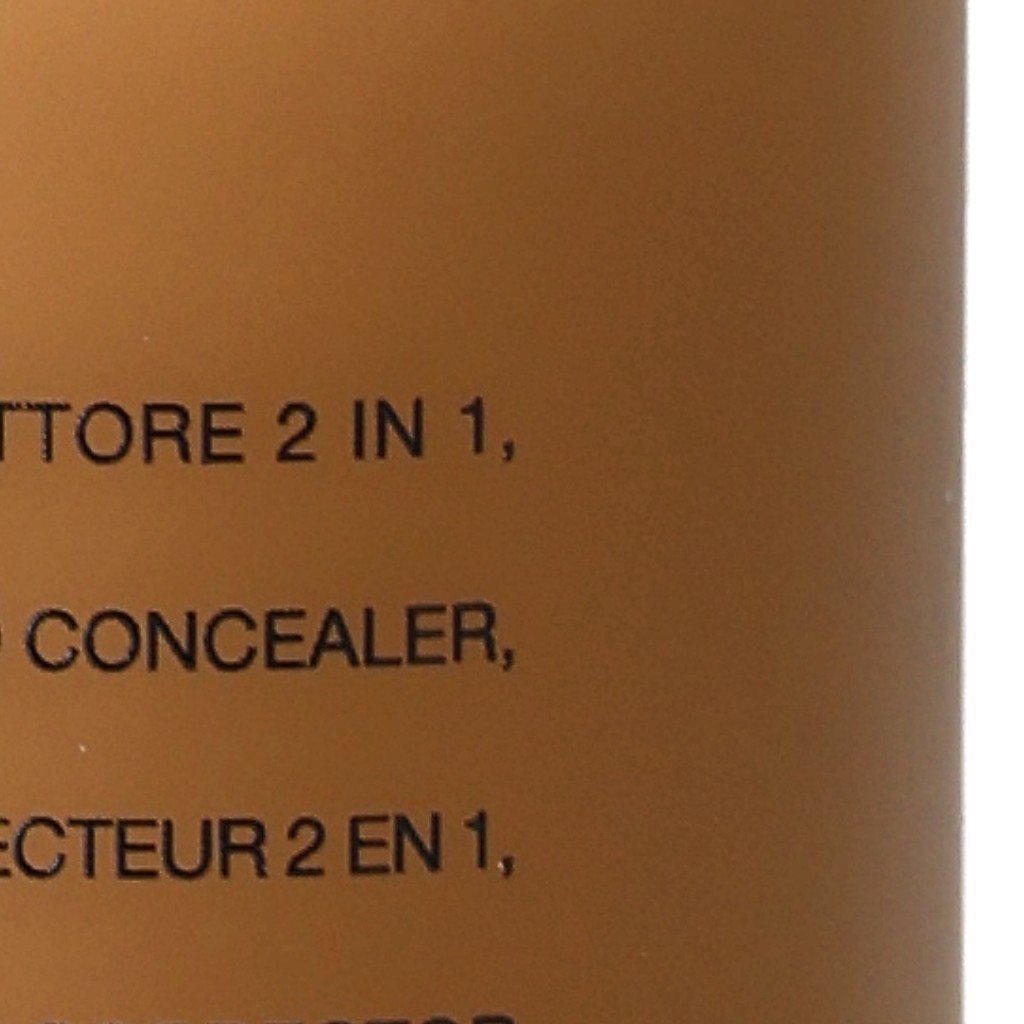 TTORE 2 IN 1,
CONCEALER,
ECTEUR 2 EN 1,